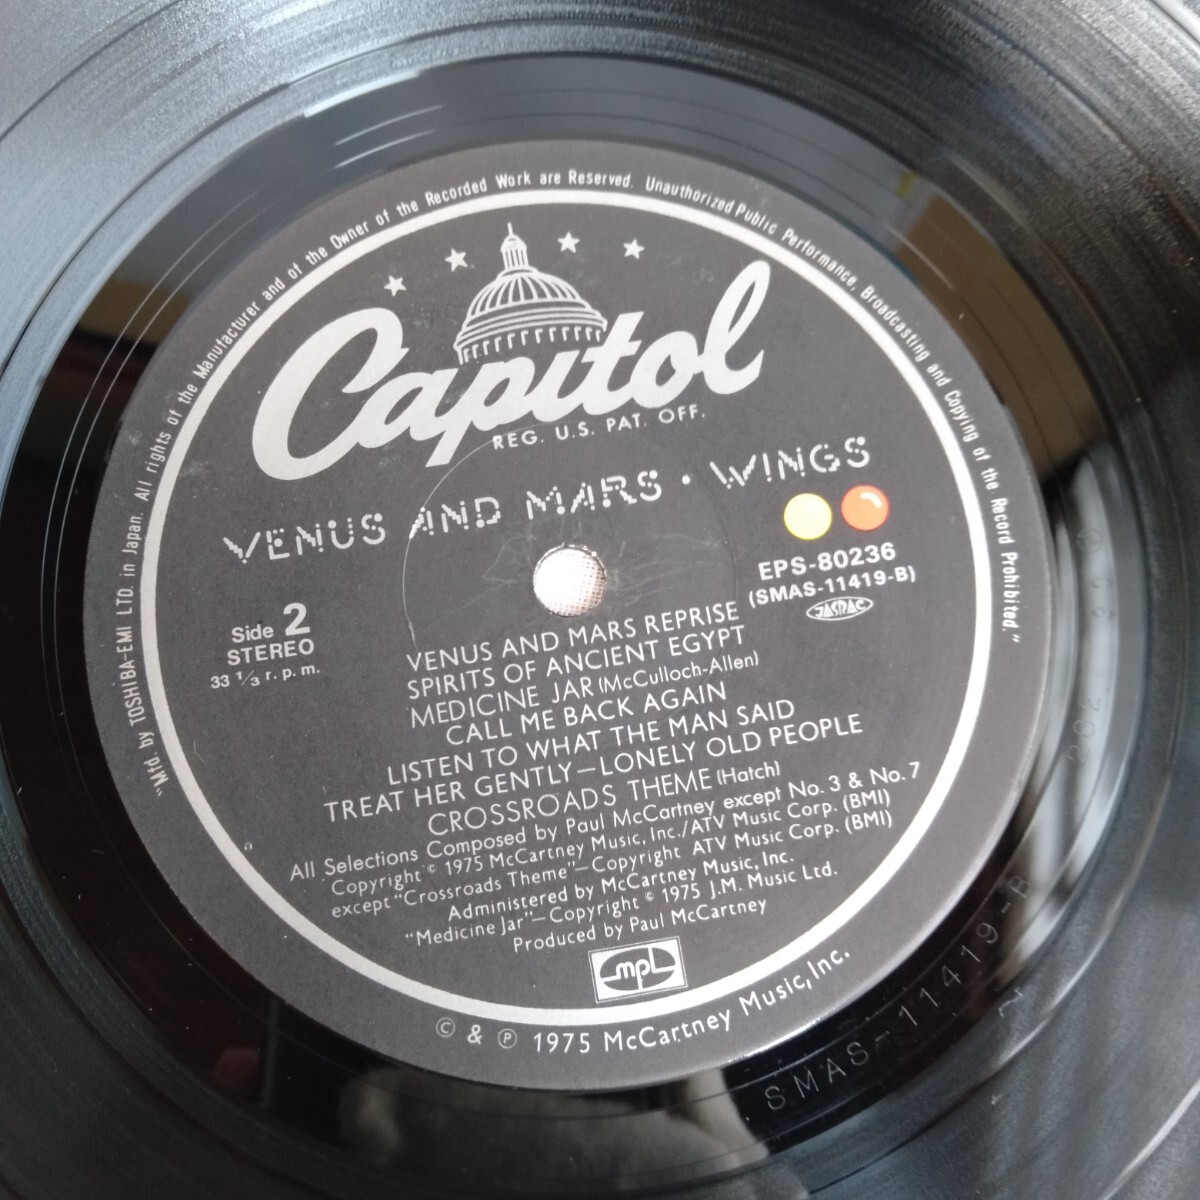 "Mfd. by TOSHIBA-EMI LTD. in Japan. All rights of the Manufacturer and of the Owner of the Recorded Work are Reserved. Unauthorized Public Performance, Broadcasting and Copying of the Record Prohibited."
Capitol
REG. U.S. PAT. OFF.
VENUS AND MARS • WINGS
EPS-80236
(SMAS-11419-B)
JASRAC
Side 2
STEREO
33 1/3 r. p. m.
VENUS AND MARS REPRISE
SPIRITS OF ANCIENT EGYPT
MEDICINE JAR (McCulloch-Allen)
CALL ME BACK AGAIN
LISTEN TO WHAT THE MAN SAID
TREAT HER GENTLY—LONELY OLD PEOPLE
CROSSROADS THEME (Hatch)
All Selections Composed by Paul McCartney except No. 3 & No. 7
Copyright © 1975 McCartney Music, Inc./ATV Music Corp. (BMI)
except "Crossroads Theme"—Copyright ATV Music Corp. (BMI)
Administered by McCartney Music, Inc.
"Medicine Jar"—Copyright © 1975 J.M. Music Ltd.
Produced by Paul McCartney
mpl
© & ℗ 1975 McCartney Music, Inc.
SMAS-11419-B